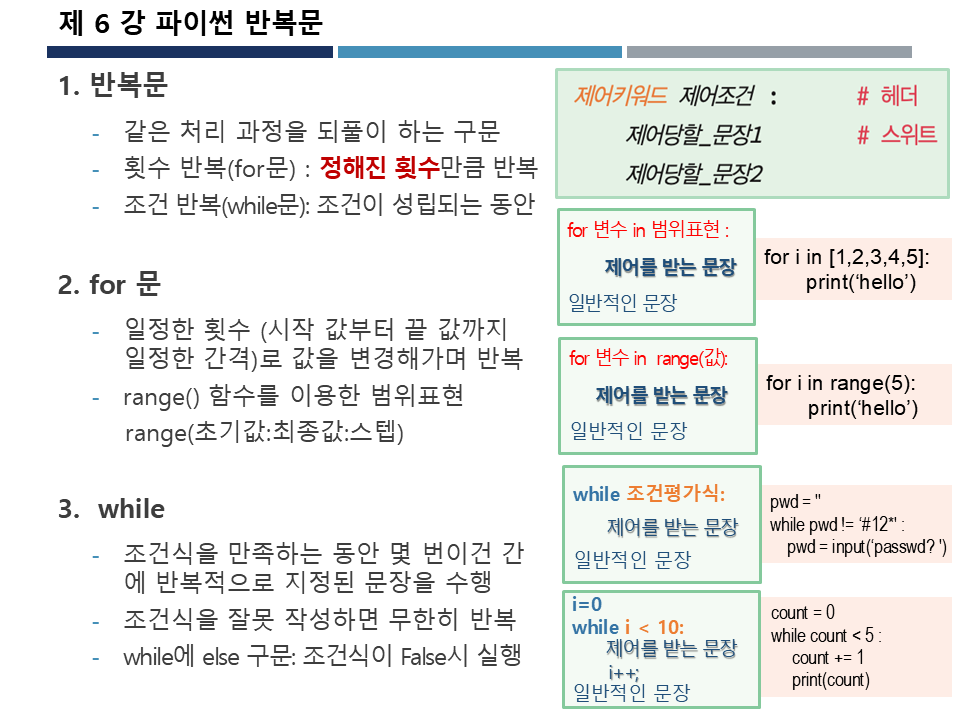 제 6 강 파이썬 반복문
1. 반복문
- 같은 처리 과정을 되풀이 하는 구문
- 횟수 반복(for문) : 정해진 횟수만큼 반복
- 조건 반복(while문): 조건이 성립되는 동안
2. for 문
- 일정한 횟수 (시작 값부터 끝 값까지
일정한 간격)로 값을 변경해가며 반복
- range() 함수를 이용한 범위표현
range(초기값:최종값:스텝)
3. while
- 조건식을 만족하는 동안 몇 번이건 간
에 반복적으로 지정된 문장을 수행
- 조건식을 잘못 작성하면 무한히 반복
- while에 else 구문: 조건식이 False시 실행
제어키워드 제어조건 : # 헤더
제어당할_문장1 # 스위트
제어당할_문장2
for 변수 in 범위표현 :
제어를 받는 문장
일반적인 문장
for i in [1,2,3,4,5]:
print(‘hello’)
for 변수 in range(값):
제어를 받는 문장
일반적인 문장
for i in range(5):
print(‘hello’)
while 조건평가식:
제어를 받는 문장
일반적인 문장
pwd = ''
while pwd != ‘#12*' :
pwd = input(‘passwd? ')
i=0
while i < 10:
제어를 받는 문장
i++;
일반적인 문장
count = 0
while count < 5 :
count += 1
print(count)